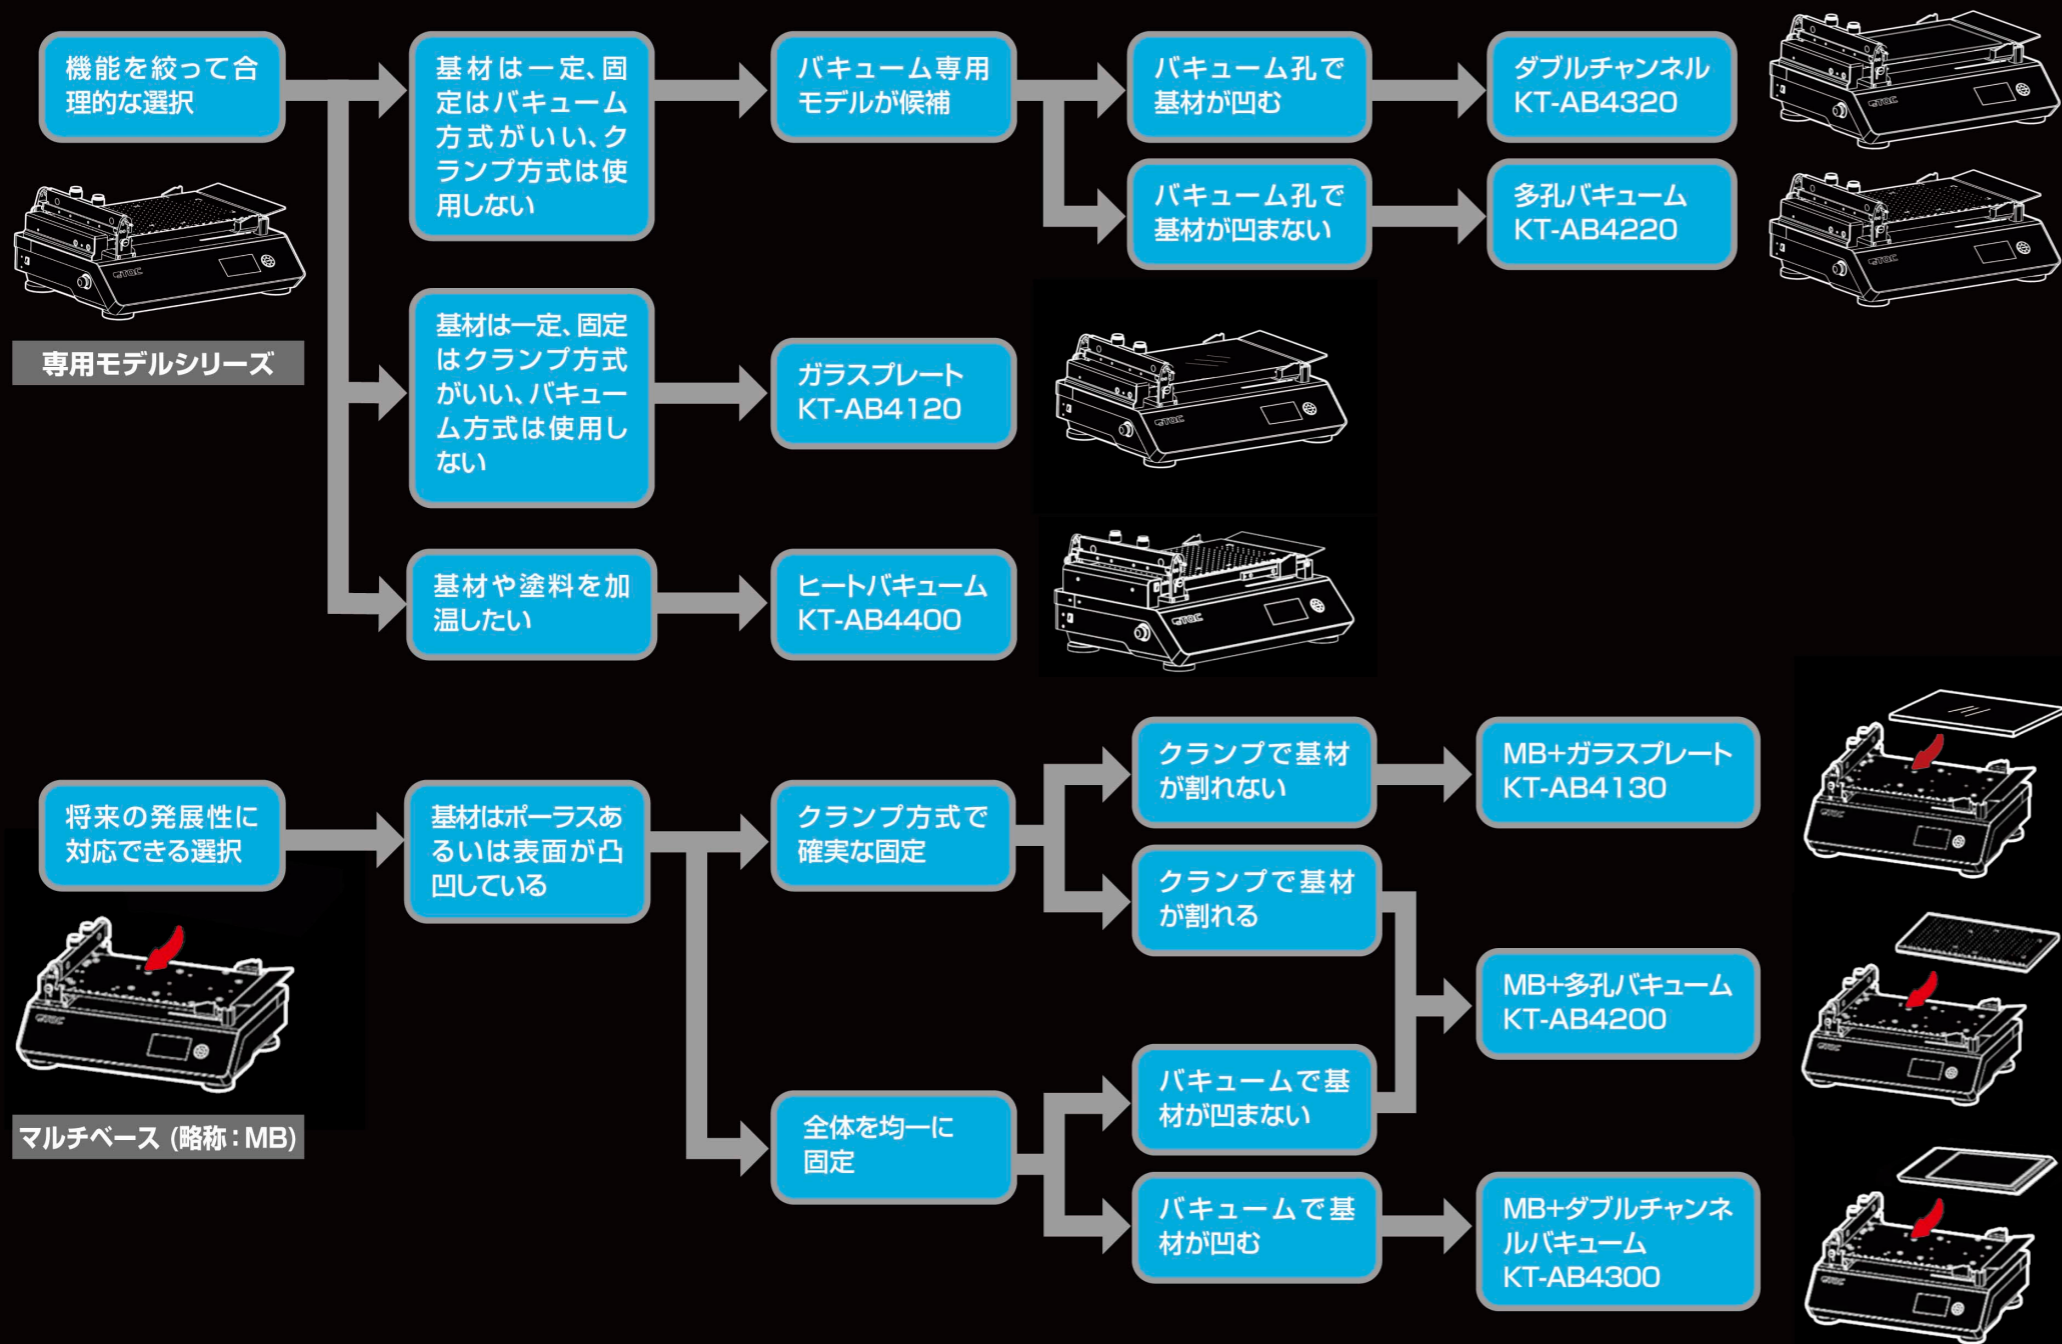 機能を絞って合
理的な選択
基材は一定、固
定はバキューム
方式がいい、ク
ランプ方式は使
用しない
バキューム専用
モデルが候補
バキューム孔で
基材が凹む
ダブルチャンネル
KT-AB4320
バキューム孔で
基材が凹まない
多孔バキューム
KT-AB4220
専用モデルシリーズ
基材は一定、固定
はクランプ方式
がいい、バキュー
ム方式は使用し
ない
ガラスプレート
KT-AB4120
基材や塗料を加
温したい
ヒートバキューム
KT-AB4400
将来の発展性に
対応できる選択
基材はポーラスあ
るいは表面が凸
凹している
クランプ方式で
確実な固定
クランプで基材
が割れない
MB+ガラスプレート
KT-AB4130
クランプで基材
が割れる
MB+多孔バキューム
KT-AB4200
マルチベース (略称：MB)
全体を均一に
固定
バキュームで基
材が凹まない
バキュームで基
材が凹む
MB+ダブルチャンネ
ルバキューム
KT-AB4300
TQC
TQC
TQC
TQC
TQC
TQC
TQC
TQC
TQC